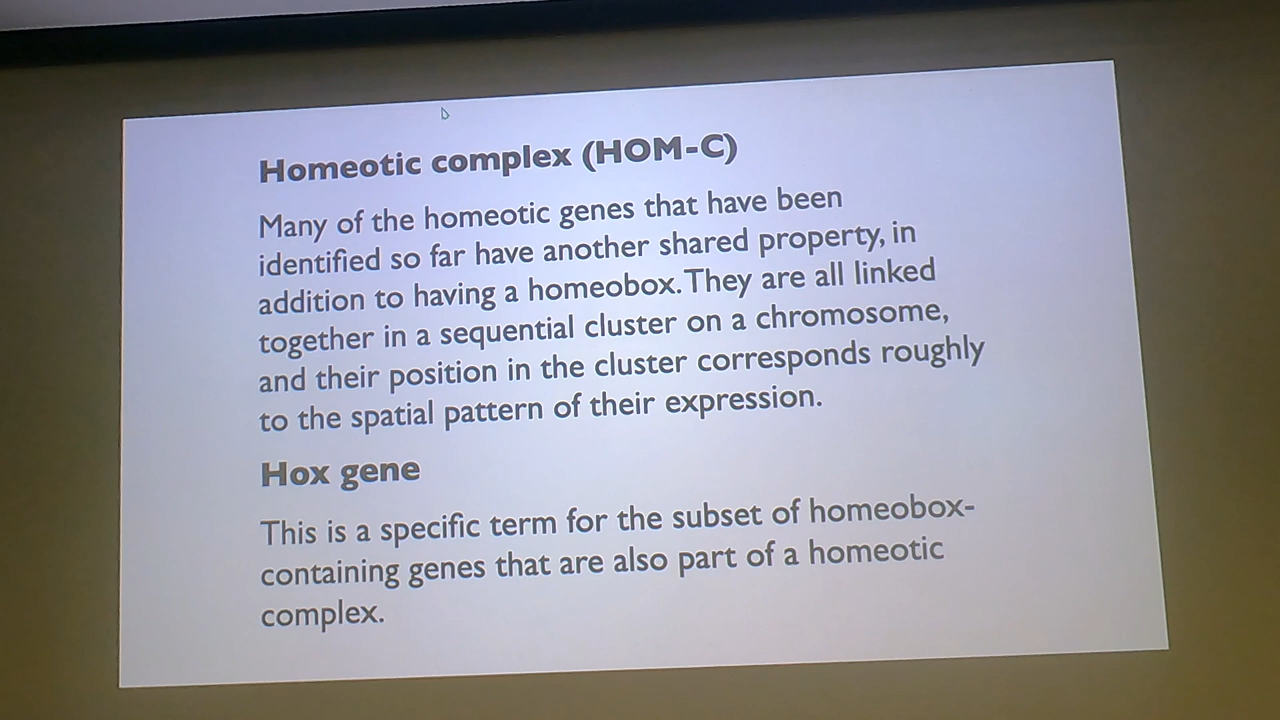 Homeotic complex (HOM-C)
Many of the homeotic genes that have been
identified so far have another shared property, in
addition to having a homeobox. They are all linked
together in a sequential cluster on a chromosome,
and their position in the cluster corresponds roughly
to the spatial pattern of their expression.
Hox gene
This is a specific term for the subset of homeobox-
containing genes that are also part of a homeotic
complex.